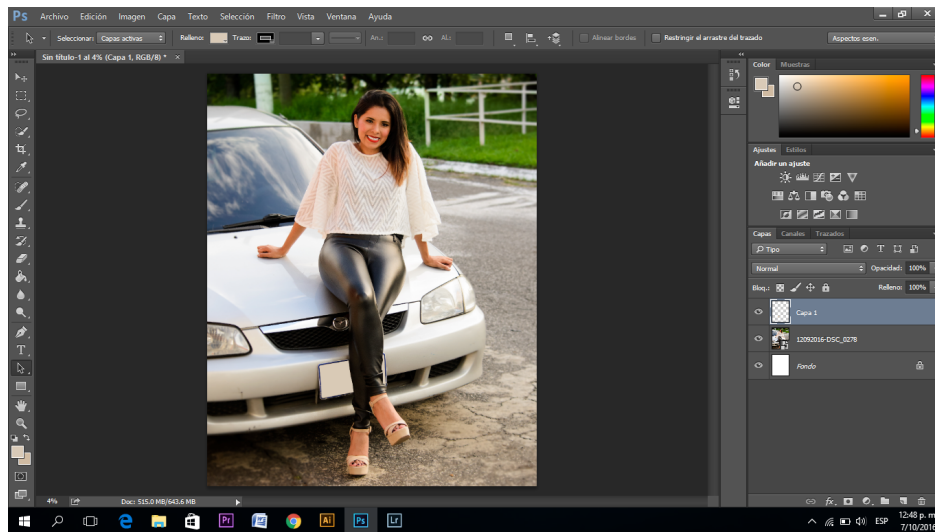 Ps Archivo Edición Imagen Capa Texto Selección Filtro Vista Ventana Ayuda
Seleccionar: Capas activas Relleno: Trazo: An.: AL: Alinear bordes Restringir el arrastre del trazado Aspectos esen.
Sin título-1 al 4% (Capa 1, RGB/8) * ×
Color Muestras
Ajustes Estilos
Añadir un ajuste
Capas Canales Trazados
Tipo
Normal Opacidad: 100%
Bloq.: Relleno: 100%
Capa 1
12092016-DSC_0278
Fondo
4% Doc: 515.0 MB/643.6 MB
Pr Ai Ps Lr ESP
12:48 p. m.
7/10/2016